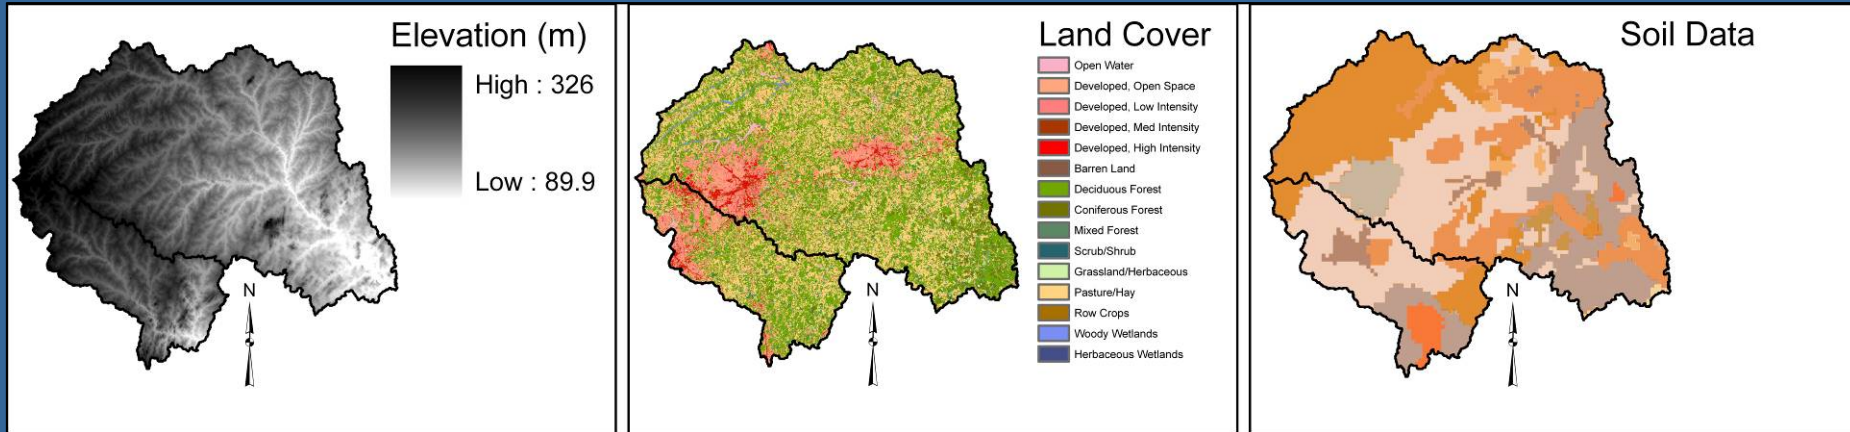 Elevation (m)
High : 326
Low : 89.9
N
Land Cover
Open Water
Developed, Open Space
Developed, Low Intensity
Developed, Med Intensity
Developed, High Intensity
Barren Land
Deciduous Forest
Coniferous Forest
Mixed Forest
Scrub/Shrub
Grassland/Herbaceous
Pasture/Hay
Row Crops
Woody Wetlands
Herbaceous Wetlands
N
Soil Data
N